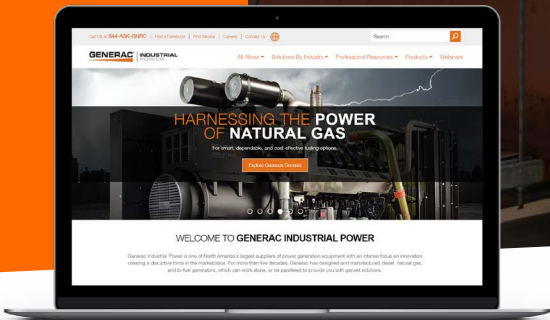 Call Us at 844-ASK-GNRC | Find a Distributor | Find Service | Careers | Contact Us
Search
GENERAC INDUSTRIAL POWER
All About Solutions By Industry Professional Resources Products Webinars
HARNESSING THE POWER
OF NATURAL GAS
For smart, dependable, and cost-effective fueling options.
Explore Gaseous Gensets
WELCOME TO GENERAC INDUSTRIAL POWER
Generac Industrial Power is one of North America's largest suppliers of power generation equipment with an intense focus on innovation
creating a disruptive force in the marketplace. For more than five decades, Generac has designed and manufactured diesel, natural gas,
and bi-fuel generators, which can work alone, or be paralleled to provide you with genset solutions.